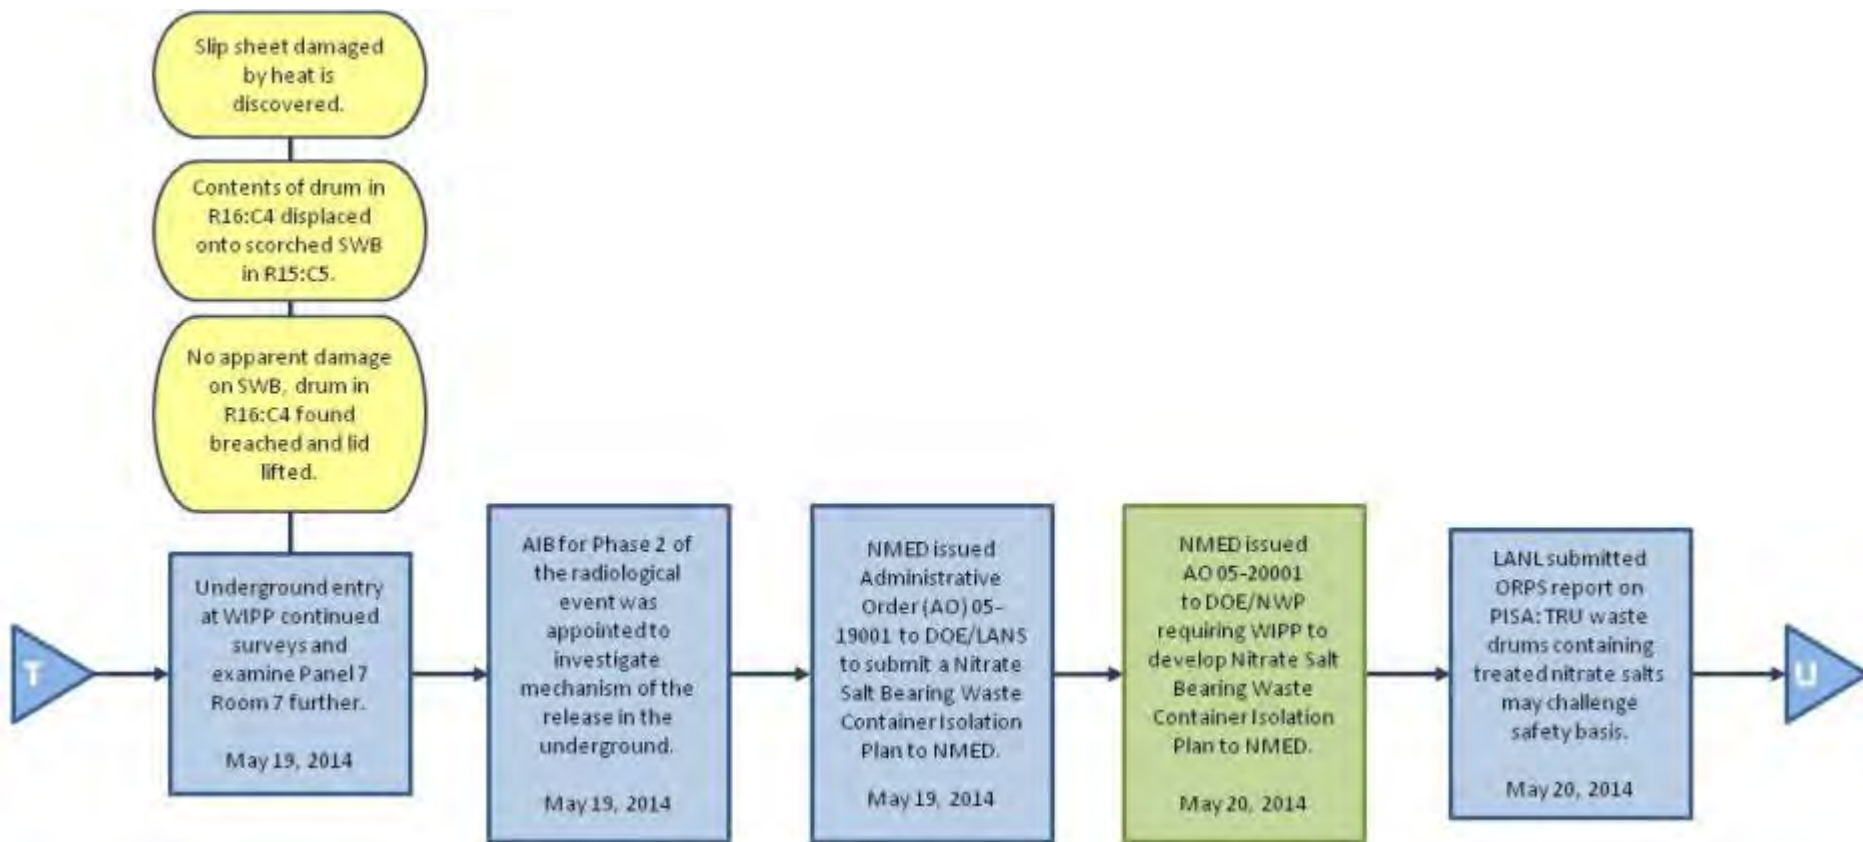 Slip sheet damaged
by heat is
discovered.
Contents of drum in
R16:C4 displaced
onto scorched SWB
in R15:C5.
No apparent damage
on SWB, drum in
R16:C4 found
breached and lid
lifted.
T
Underground entry
at WIPP continued
surveys and
examine Panel 7
Room 7 further.
May 19, 2014
AIB for Phase 2 of
the radiological
event was
appointed to
investigate
mechanism of the
release in the
underground.
May 19, 2014
NMED issued
Administrative
Order (AO) 05-
19001 to DOE/LANS
to submit a Nitrate
Salt Bearing Waste
Container Isolation
Plan to NMED.
May 19, 2014
NMED issued
AO 05-20001
to DOE/NWP
requiring WIPP to
develop Nitrate Salt
Bearing Waste
Container Isolation
Plan to NMED.
May 20, 2014
LANL submitted
ORPS report on
PISA: TRU waste
drums containing
treated nitrate salts
may challenge
safety basis.
May 20, 2014
U